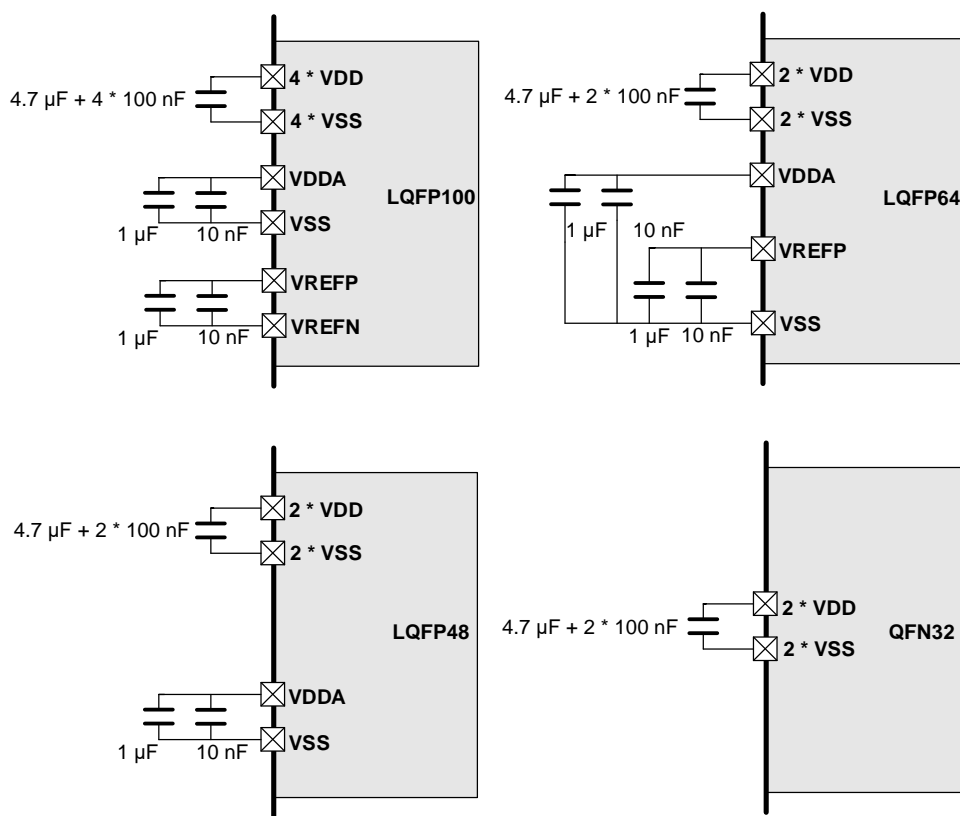 4.7 µF + 4 * 100 nF
4 * VDD
4 * VSS
VDDA
VSS
1 µF
10 nF
VREFP
VREFN
1 µF
10 nF
LQFP100
4.7 µF + 2 * 100 nF
2 * VDD
2 * VSS
VDDA
1 µF
10 nF
VREFP
1 µF
10 nF
VSS
LQFP64
4.7 µF + 2 * 100 nF
2 * VDD
2 * VSS
LQFP48
VDDA
VSS
1 µF
10 nF
4.7 µF + 2 * 100 nF
2 * VDD
2 * VSS
QFN32